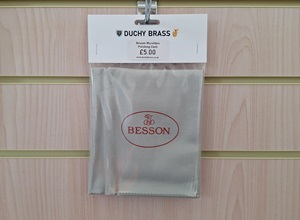 DUCHY BRASS
Besson Microfibre
Polishing Cloth
£5.00
BESSON